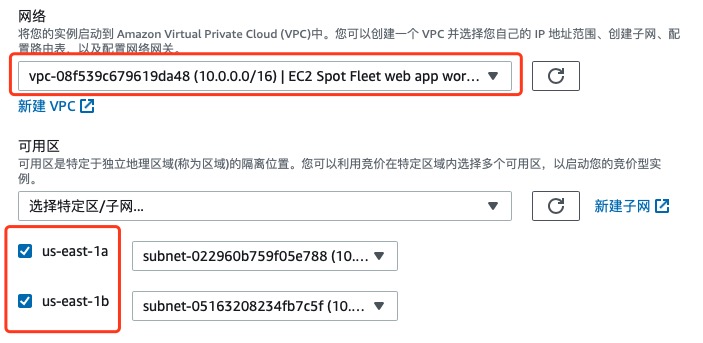 网络
将您的实例启动到 Amazon Virtual Private Cloud (VPC)中。您可以创建一个 VPC 并选择您自己的 IP 地址范围、创建子网、配
置路由表、以及配置网络网关。
vpc-08f539c679619da48 (10.0.0.0/16) | EC2 Spot Fleet web app wor...
新建 VPC
可用区
可用区是特定于独立地理区域(称为区域)的隔离位置。您可以利用竞价在特定区域内选择多个可用区，以启动您的竞价型实
例。
选择特定区/子网...
新建子网
us-east-1a
subnet-022960b759f05e788 (10....
us-east-1b
subnet-05163208234fb7c5f (10....